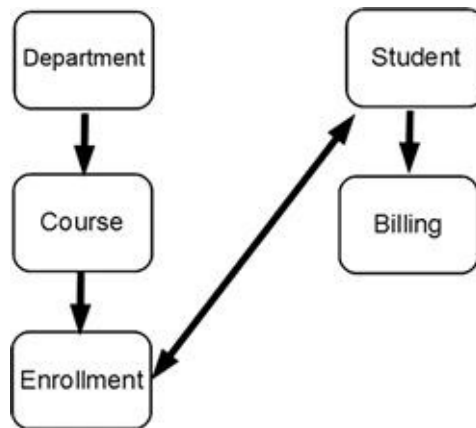 Department
Student
Course
Billing
Enrollment